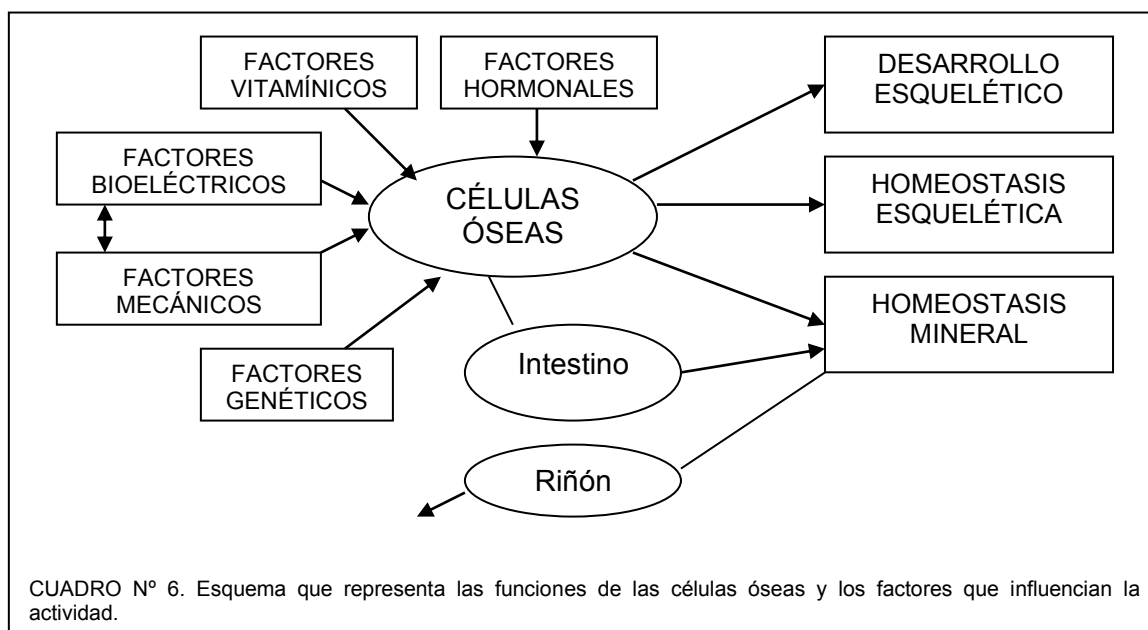 FACTORES
VITAMÍNICOS
FACTORES
HORMONALES
DESARROLLO
ESQUELÉTICO
FACTORES
BIOELÉCTRICOS
CÉLULAS
ÓSEAS
HOMEOSTASIS
ESQUELÉTICA
FACTORES
MECÁNICOS
HOMEOSTASIS
MINERAL
FACTORES
GENÉTICOS
Intestino
Riñón
CUADRO Nº 6. Esquema que representa las funciones de las células óseas y los factores que influencian la
actividad.